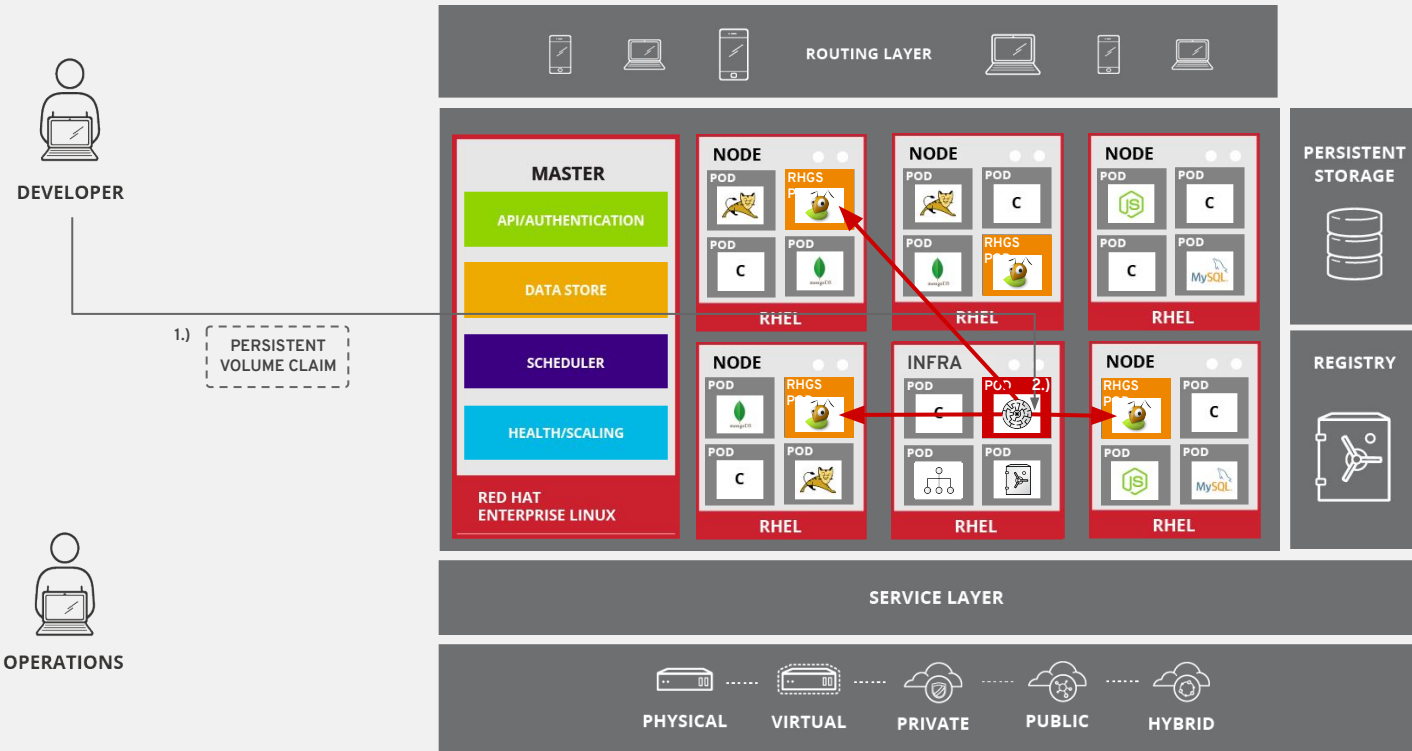 ROUTING LAYER
DEVELOPER
1.)
PERSISTENT
VOLUME CLAIM
OPERATIONS
MASTER
API/AUTHENTICATION
DATA STORE
SCHEDULER
HEALTH/SCALING
RED HAT
ENTERPRISE LINUX
NODE
POD
RHGS
POD
C
POD
RHEL
NODE
POD
POD
C
POD
RHGS
RHEL
NODE
POD
JS
POD
C
POD
C
POD
MySQL
RHEL
NODE
POD
RHGS
POD
C
POD
RHEL
INFRA
POD
C
POD 2.)
POD
POD
RHEL
NODE
RHGS
POD
C
POD
JS
POD
MySQL
RHEL
PERSISTENT
STORAGE
REGISTRY
SERVICE LAYER
PHYSICAL
VIRTUAL
PRIVATE
PUBLIC
HYBRID